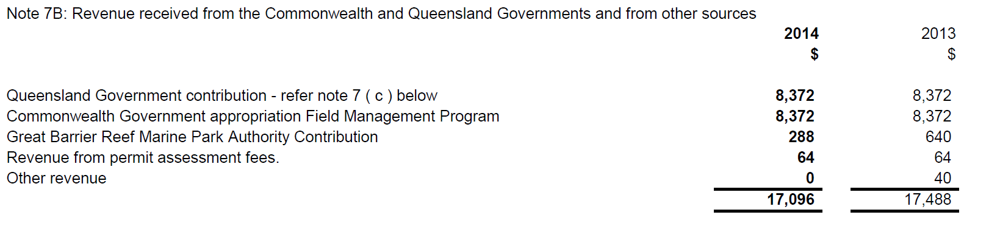 Note 7B: Revenue received from the Commonwealth and Queensland Governments and from other sources
2014 2013
$ $
Queensland Government contribution - refer note 7 ( c ) below 8,372 8,372
Commonwealth Government appropriation Field Management Program 8,372 8,372
Great Barrier Reef Marine Park Authority Contribution 288 640
Revenue from permit assessment fees. 64 64
Other revenue 0 40
17,096 17,488